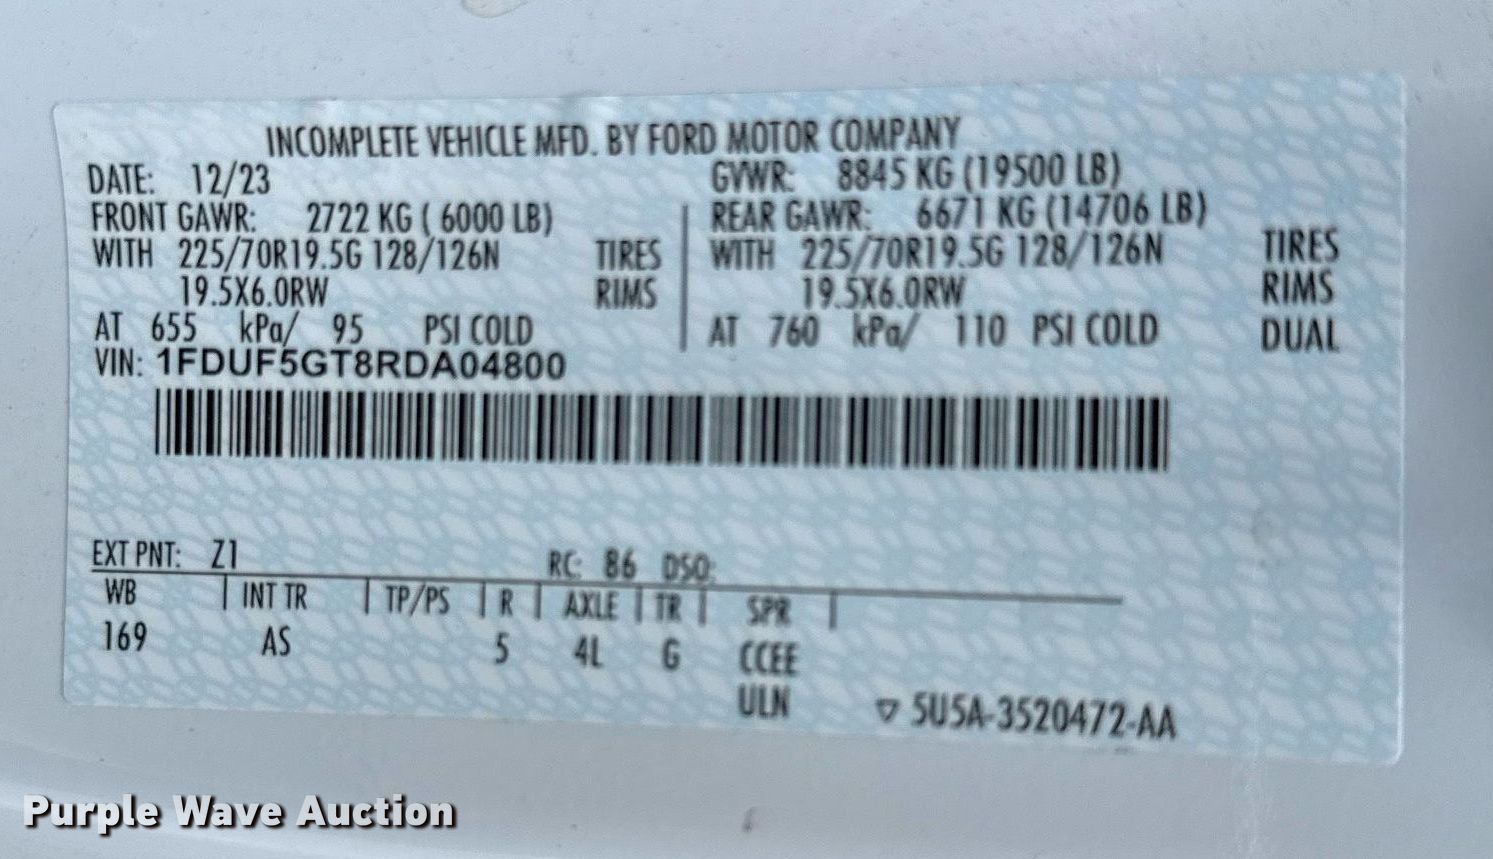 INCOMPLETE VEHICLE MFD. BY FORD MOTOR COMPANY
DATE: 12/23 GVWR: 8845 KG (19500 LB)
FRONT GAWR: 2722 KG ( 6000 LB) REAR GAWR: 6671 KG (14706 LB)
WITH 225/70R19.5G 128/126N TIRES WITH 225/70R19.5G 128/126N TIRES
19.5X6.0RW RIMS 19.5X6.0RW RIMS
AT 655 kPa/ 95 PSI COLD AT 760 kPa/ 110 PSI COLD DUAL
VIN: 1FDUF5GT8RDA04800
EXT PNT: Z1 RC: 86 DSO:
WB | INT TR | TP/PS | R | AXLE | TR | SPR |
169 AS 5 4L G CCEE
ULN ▽ 5U5A-3520472-AA
Purple Wave Auction